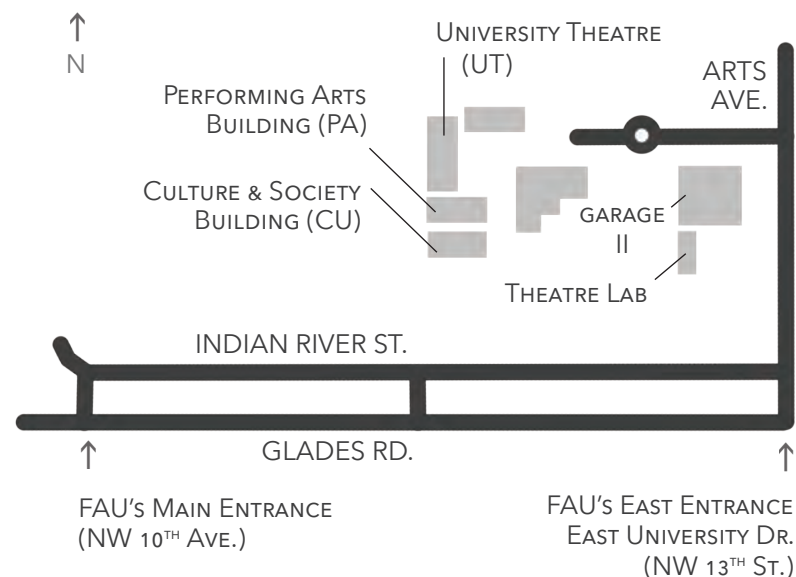 N
University Theatre
(UT)
Arts
Ave.
Performing Arts
Building (PA)
Culture & Society
Building (CU)
Garage
II
Theatre Lab
INDIAN RIVER ST.
GLADES RD.
FAU's Main Entrance
(NW 10TH Ave.)
FAU's East Entrance
East University Dr.
(NW 13TH St.)